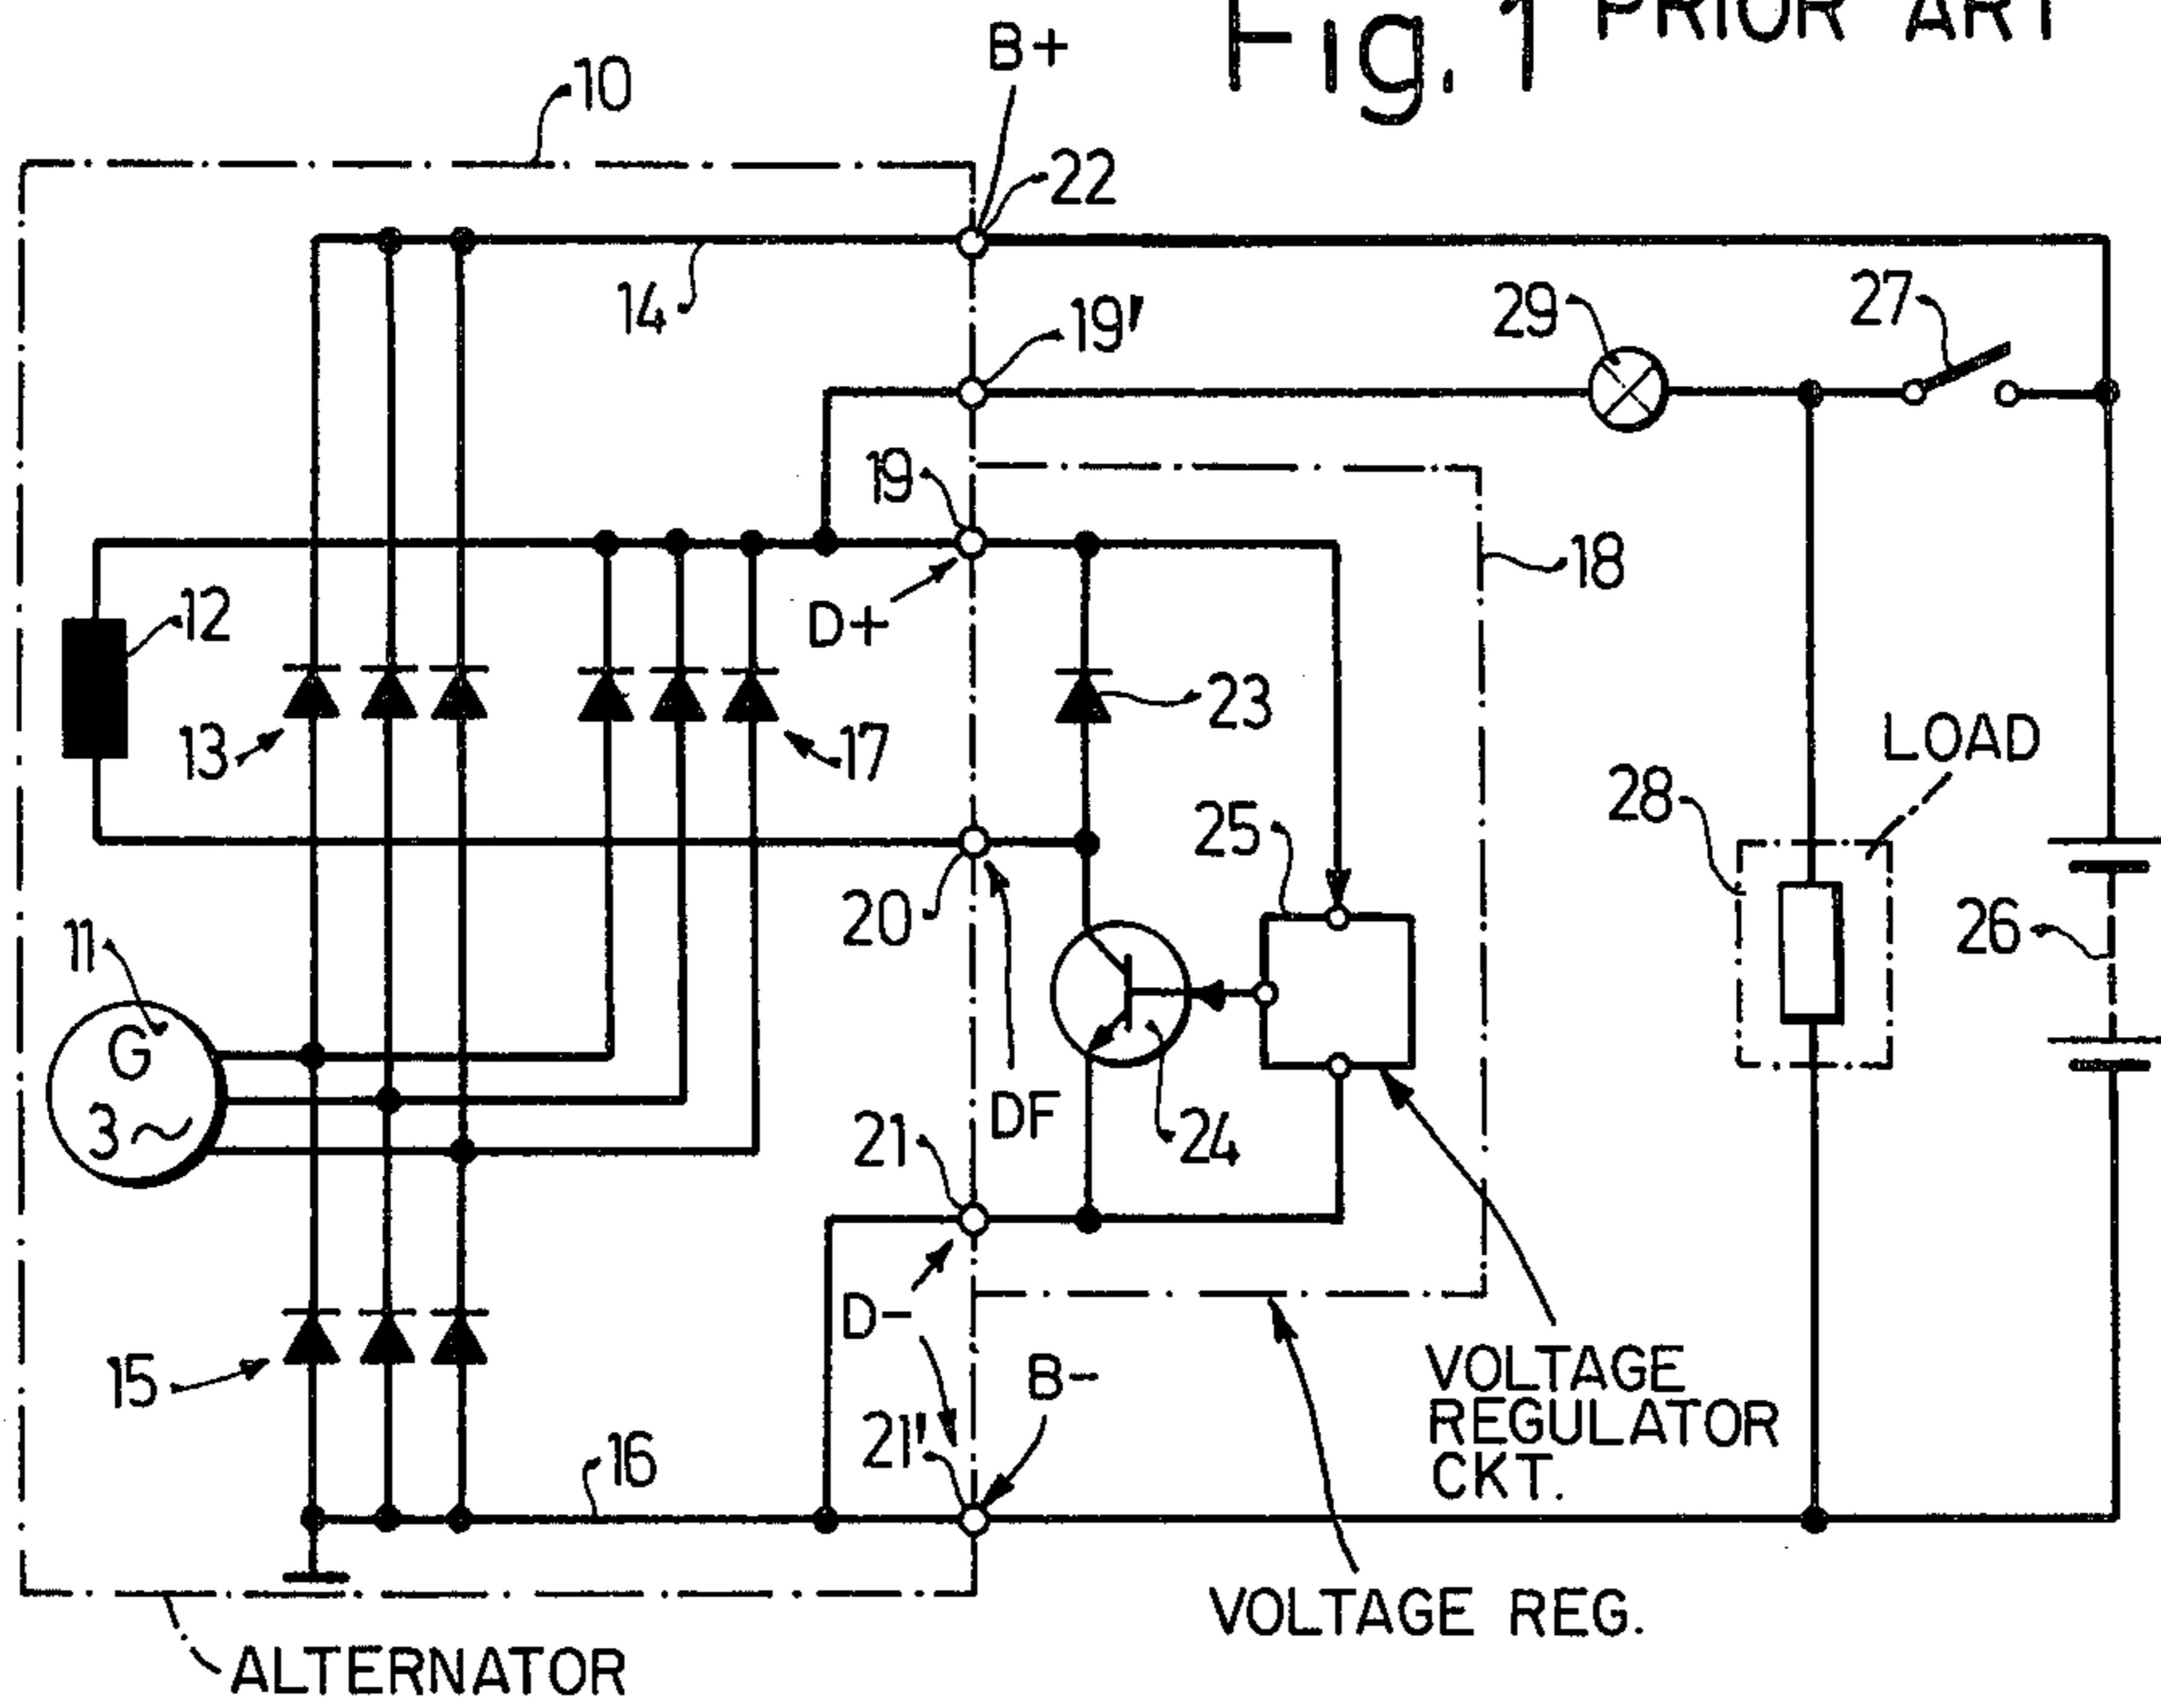 Fig. 1 PRIOR ART
B+
10
22
14
19'
29
27
19
18
D+
12
23
13
17
LOAD
28
25
20
26
11
G
3~
DF
24
21
D-
B-
15
VOLTAGE
REGULATOR
CKT.
21'
16
VOLTAGE REG.
ALTERNATOR